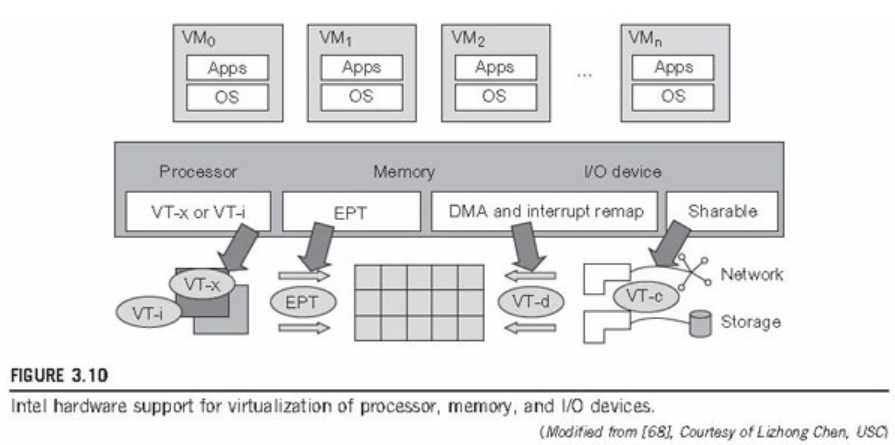 VM0 VM1 VM2 VMn
Apps Apps Apps ... Apps
OS OS OS OS
Processor Memory I/O device
VT-x or VT-i EPT DMA and interrupt remap Sharable
VT-x
VT-i
EPT
VT-d
VT-c
Network
Storage
FIGURE 3.10
Intel hardware support for virtualization of processor, memory, and I/O devices.
(Modified from [68], Courtesy of Lizhong Chen, USC)